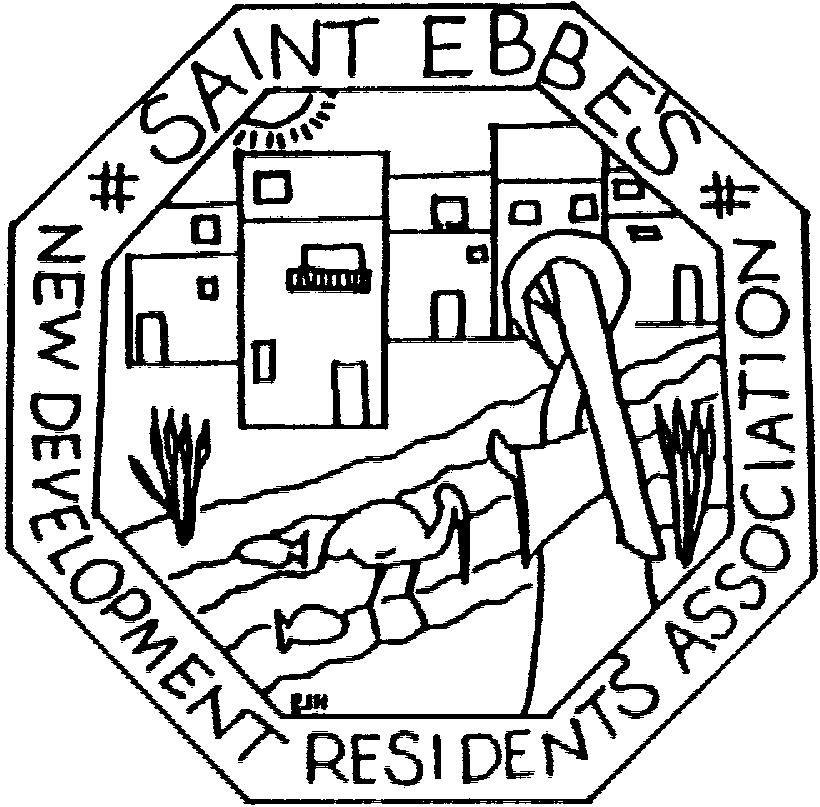 # SAINT EBBE'S #
NEW DEVELOPMENT RESIDENTS ASSOCIATION